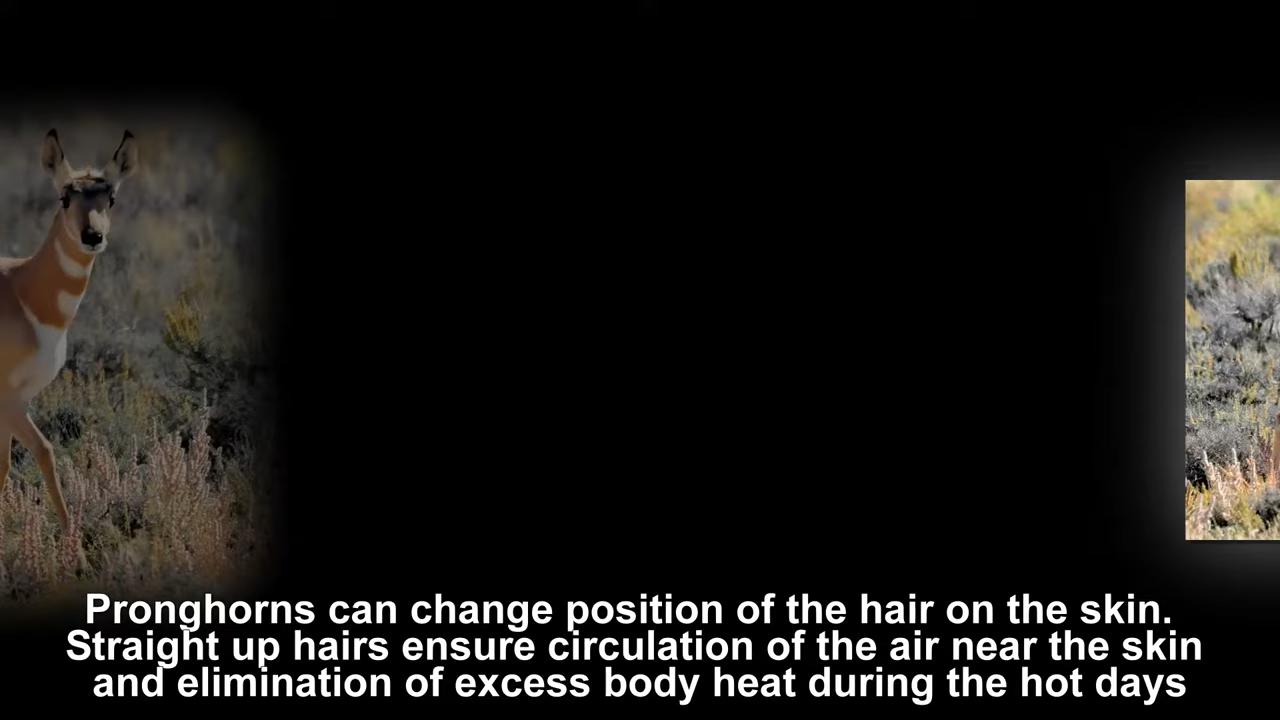 Pronghorns can change position of the hair on the skin.
Straight up hairs ensure circulation of the air near the skin
and elimination of excess body heat during the hot days